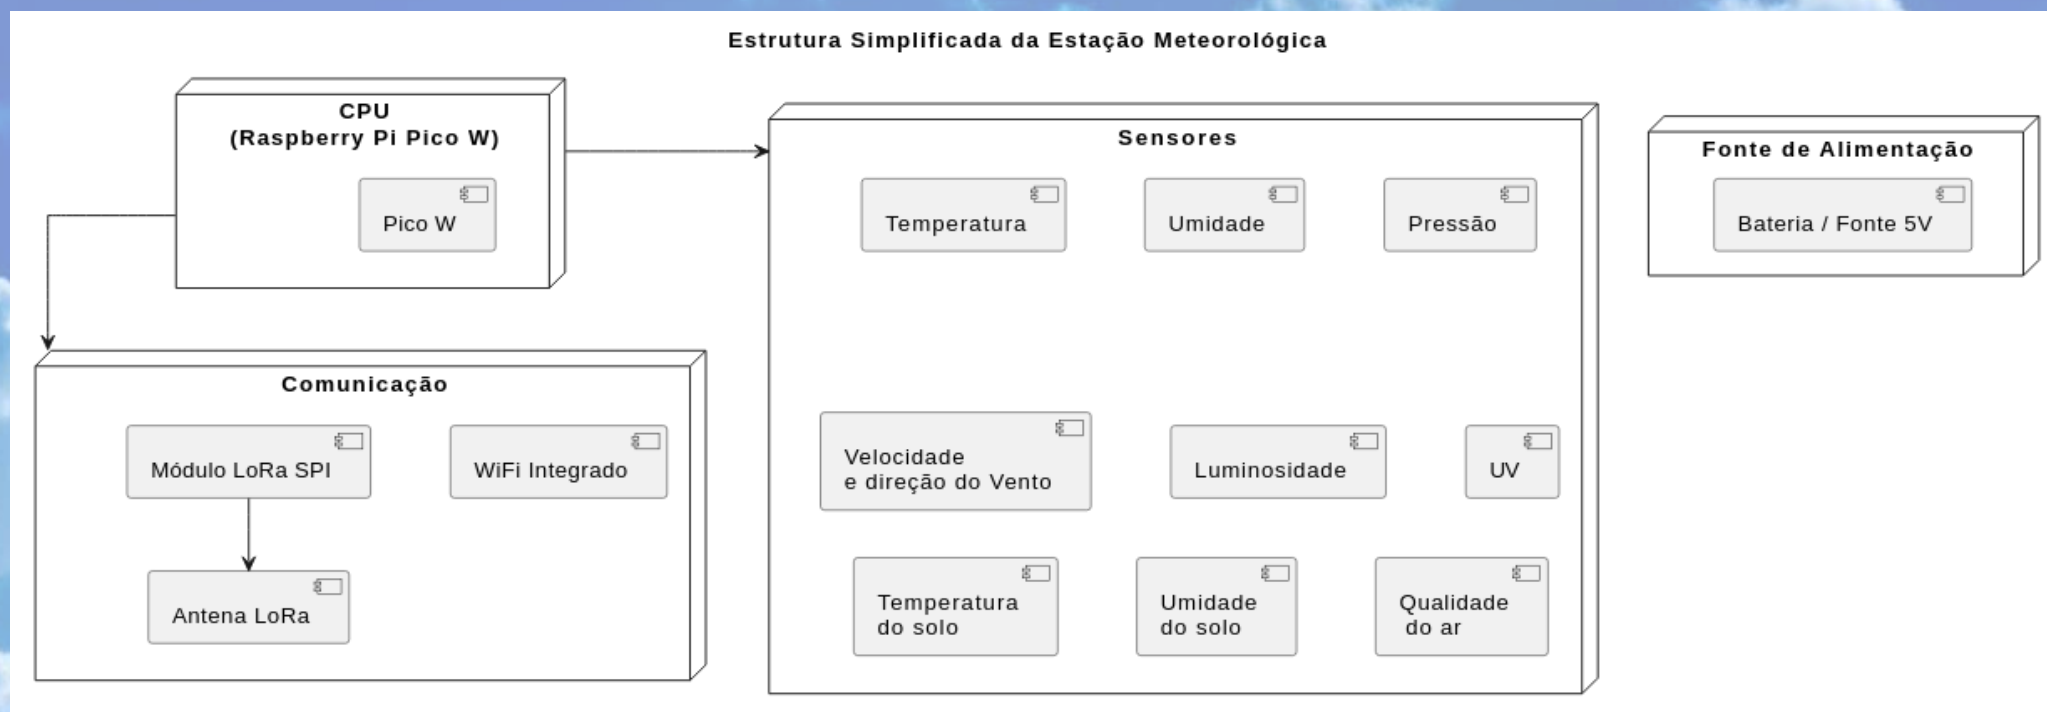 Estrutura Simplificada da Estação Meteorológica
CPU
(Raspberry Pi Pico W)
Pico W
Sensores
Temperatura
Umidade
Pressão
Velocidade
e direção do Vento
Luminosidade
UV
Temperatura
do solo
Umidade
do solo
Qualidade
do ar
Fonte de Alimentação
Bateria / Fonte 5V
Comunicação
Módulo LoRa SPI
WiFi Integrado
Antena LoRa